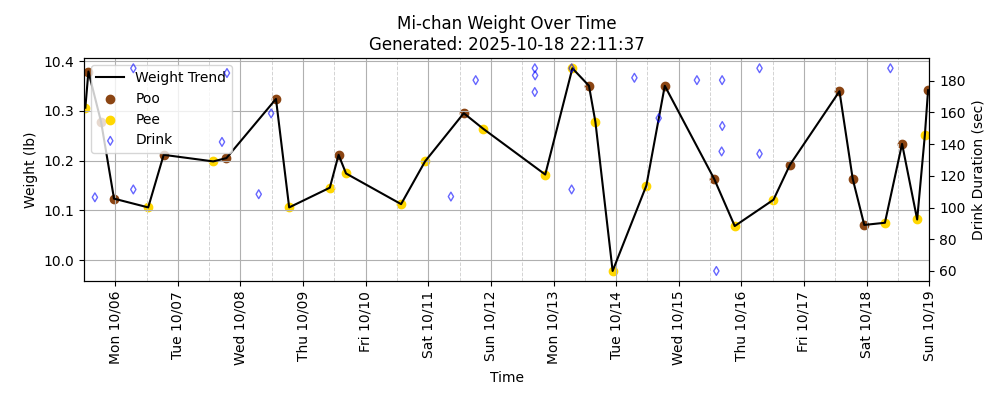 Mi-chan Weight Over Time
Generated: 2025-10-18 22:11:37
Weight (lb)
10.4
10.3
10.2
10.1
10.0
Weight Trend
Poo
Pee
Drink
180
160
140
120
100
80
60
Drink Duration (sec)
Mon 10/06
Tue 10/07
Wed 10/08
Thu 10/09
Fri 10/10
Sat 10/11
Sun 10/12
Mon 10/13
Tue 10/14
Wed 10/15
Thu 10/16
Fri 10/17
Sat 10/18
Sun 10/19
Time